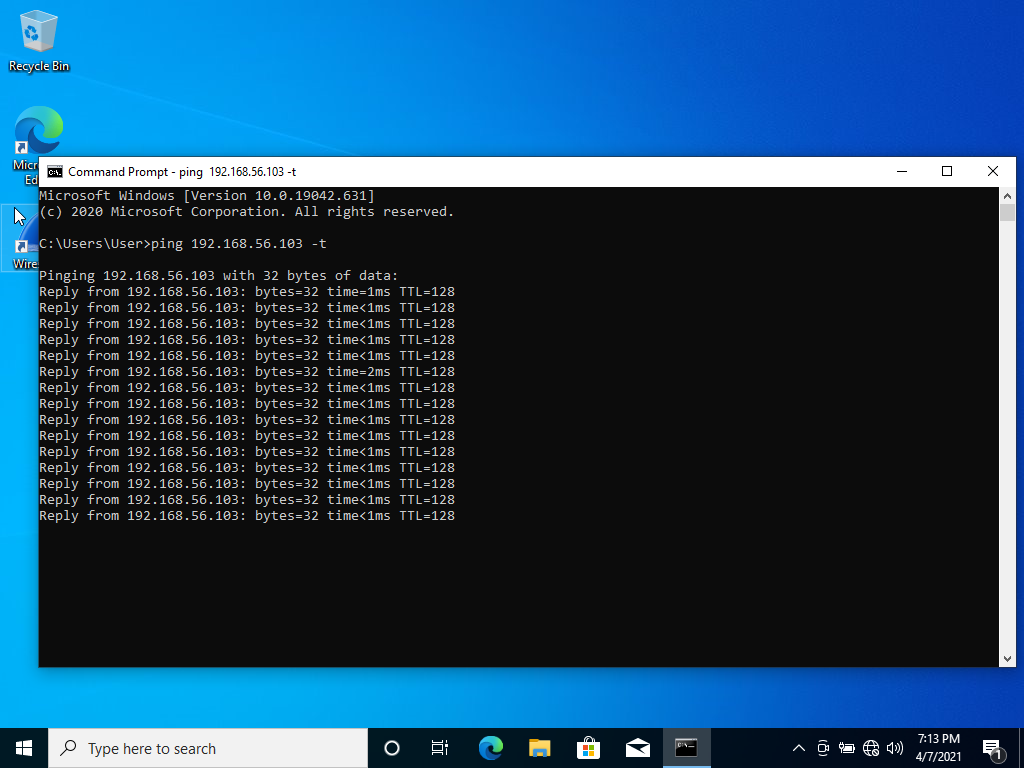 Recycle Bin
Micr
Ed
Wire
Command Prompt - ping  192.168.56.103 -t
Microsoft Windows [Version 10.0.19042.631]
(c) 2020 Microsoft Corporation. All rights reserved.
C:\Users\User>ping 192.168.56.103 -t
Pinging 192.168.56.103 with 32 bytes of data:
Reply from 192.168.56.103: bytes=32 time=1ms TTL=128
Reply from 192.168.56.103: bytes=32 time<1ms TTL=128
Reply from 192.168.56.103: bytes=32 time<1ms TTL=128
Reply from 192.168.56.103: bytes=32 time<1ms TTL=128
Reply from 192.168.56.103: bytes=32 time<1ms TTL=128
Reply from 192.168.56.103: bytes=32 time=2ms TTL=128
Reply from 192.168.56.103: bytes=32 time<1ms TTL=128
Reply from 192.168.56.103: bytes=32 time<1ms TTL=128
Reply from 192.168.56.103: bytes=32 time<1ms TTL=128
Reply from 192.168.56.103: bytes=32 time<1ms TTL=128
Reply from 192.168.56.103: bytes=32 time<1ms TTL=128
Reply from 192.168.56.103: bytes=32 time<1ms TTL=128
Reply from 192.168.56.103: bytes=32 time<1ms TTL=128
Reply from 192.168.56.103: bytes=32 time<1ms TTL=128
Reply from 192.168.56.103: bytes=32 time<1ms TTL=128
Type here to search
7:13 PM
4/7/2021
1